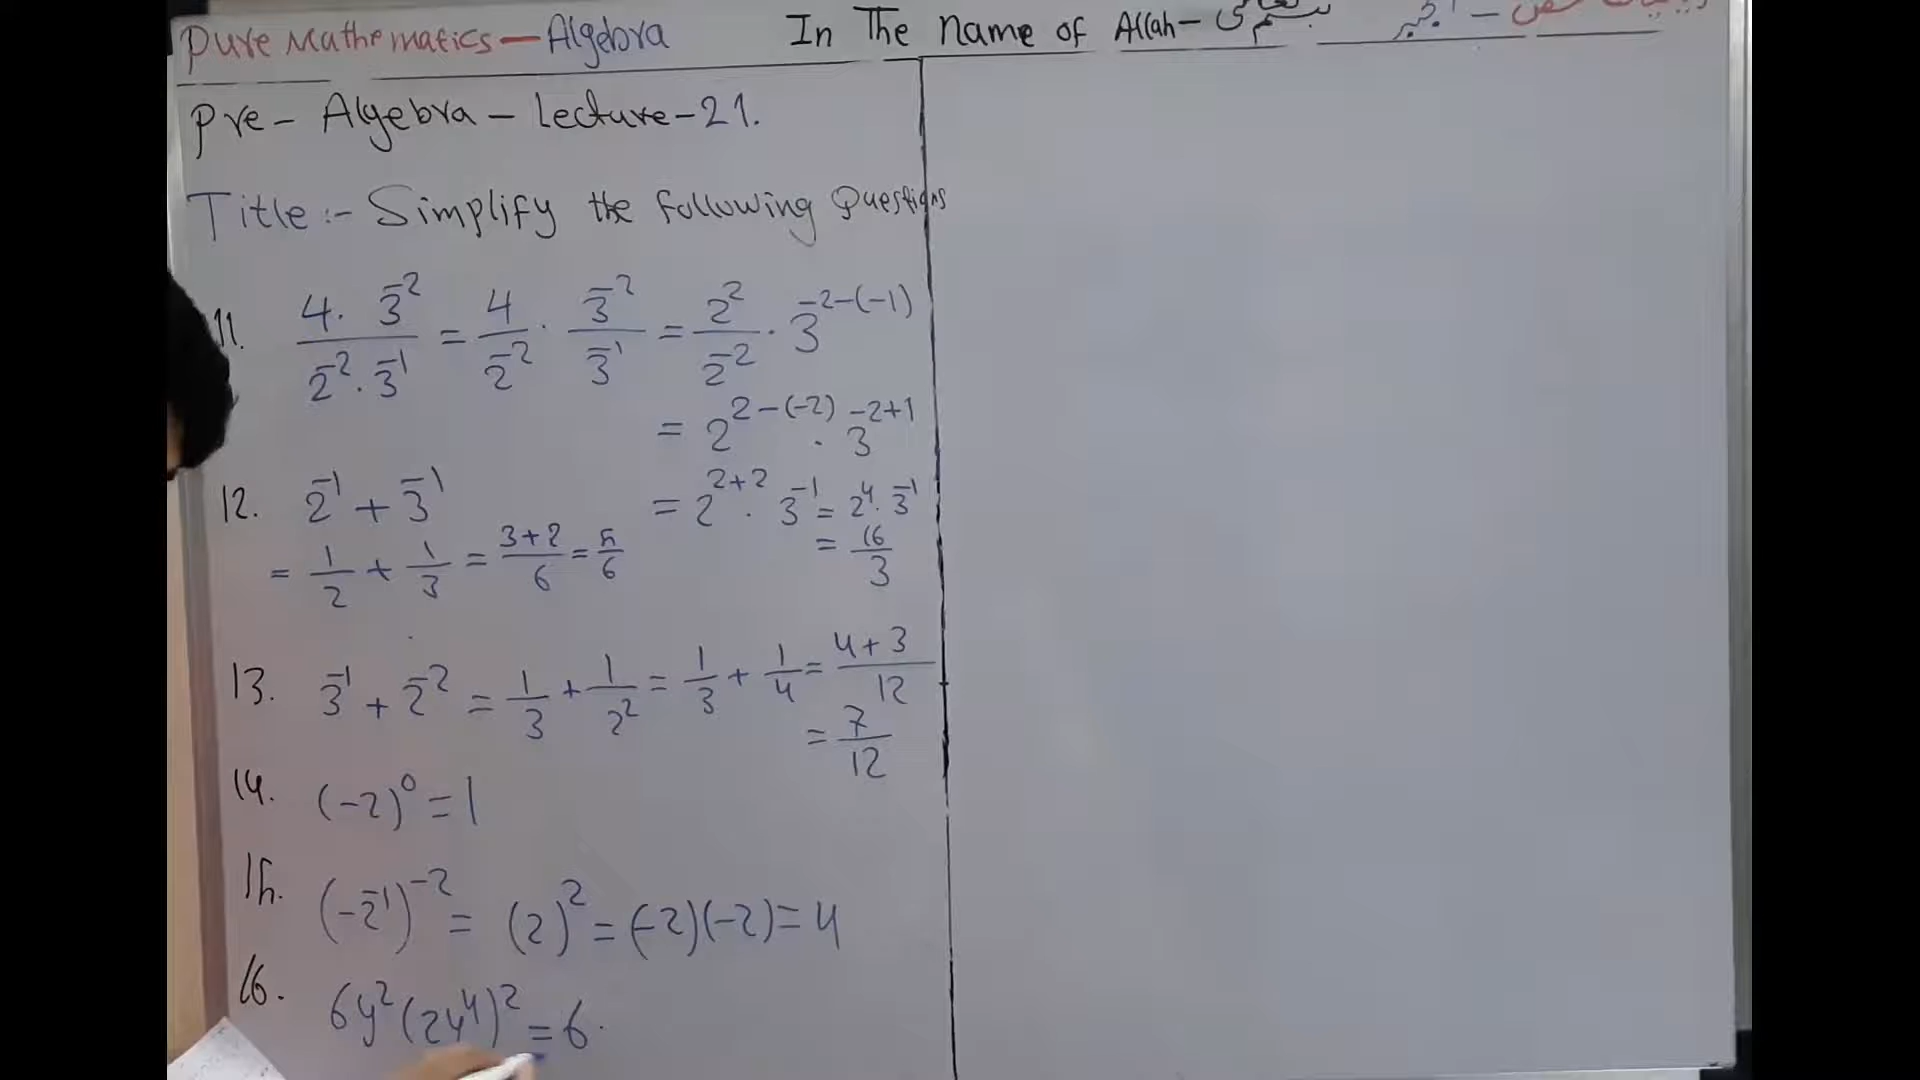 Pure Mathematics - Algebra In The Name of Allah -
Pre - Algebra - Lecture - 21.
Title :- Simplify the following Questions
11. 4 · 3⁻² / 2⁻² · 3⁻¹ = 4/2⁻² · 3⁻²/3⁻¹ = 2²/2⁻² · 3⁻²⁻⁽⁻¹⁾
= 2²⁻⁽⁻²⁾ · 3⁻²⁺¹
= 2²⁺² · 3⁻¹ = 2⁴ · 3⁻¹
= 16/3
12. 2⁻¹ + 3⁻¹
= 1/2 + 1/3 = 3+2/6 = 5/6
13. 3⁻¹ + 2⁻² = 1/3 + 1/2² = 1/3 + 1/4 = 4+3/12
= 7/12
14. (-2)⁰ = 1
15. (-2⁻¹)⁻² = (2)² = (-2)(-2) = 4
16. 6y²(2y⁴)² = 6 ·